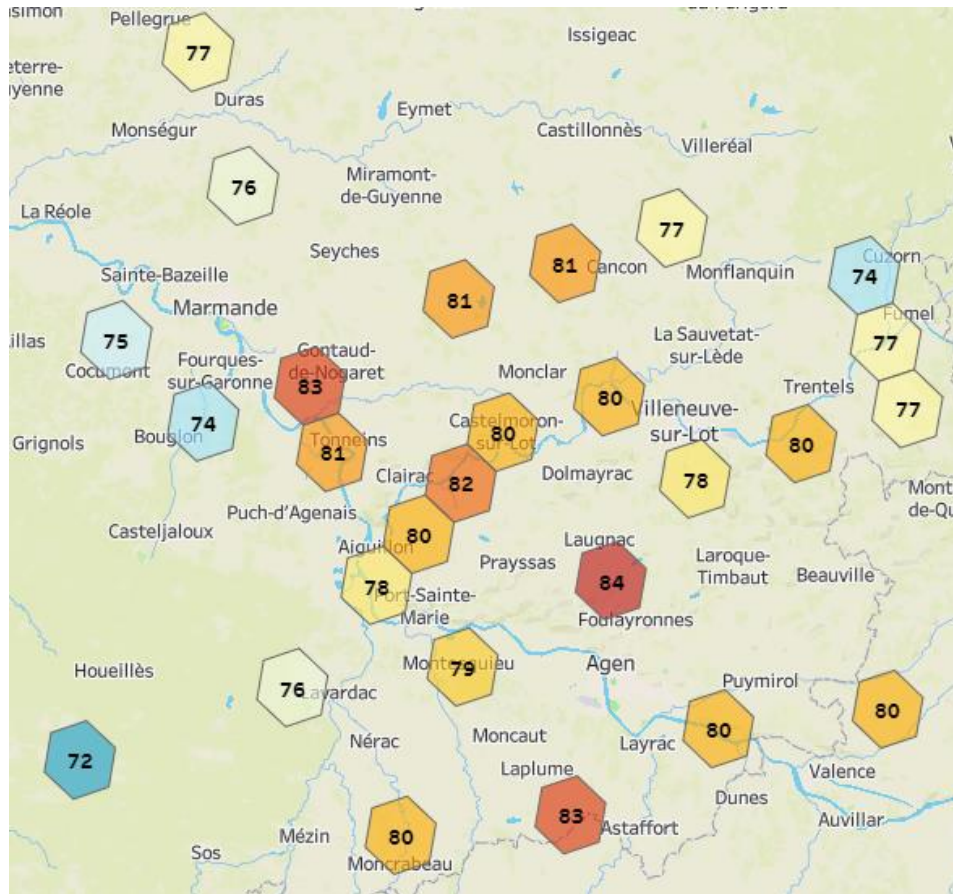 Pellegrue
Issigeac
77
Duras
Eymet
Monségur
Castillonnès
Villeréal
76
Miramont-
de-Guyenne
La Réole
77
Seyches
81
Cancon
Monflanquin
74
Cuzorn
Sainte-Bazeille
Marmande
81
Fumel
75
Cocumont
Fourques-
sur-Garonne
Gontaud-
de-Nogaret
83
La Sauvetat-
sur-Lède
77
Monclar
Trentels
80
77
74
Bouglon
Grignols
Tonneins
81
Castelmoron-
sur-Lot
80
Villeneuve-
sur-Lot
80
Clairac
82
Dolmayrac
78
Puch-d'Agenais
Casteljaloux
80
Aiguillon
Prayssas
Laugnac
Laroque-
Timbaut
Beauville
78
84
Port-Sainte-
Marie
Foulayronnes
Houeillès
Montesquieu
79
Agen
Puymirol
76
Lavardac
80
80
72
Nérac
Moncaut
Layrac
Laplume
Valence
Dunes
Auvillar
83
Astaffort
Mézin
80
Moncrabeau
Sos